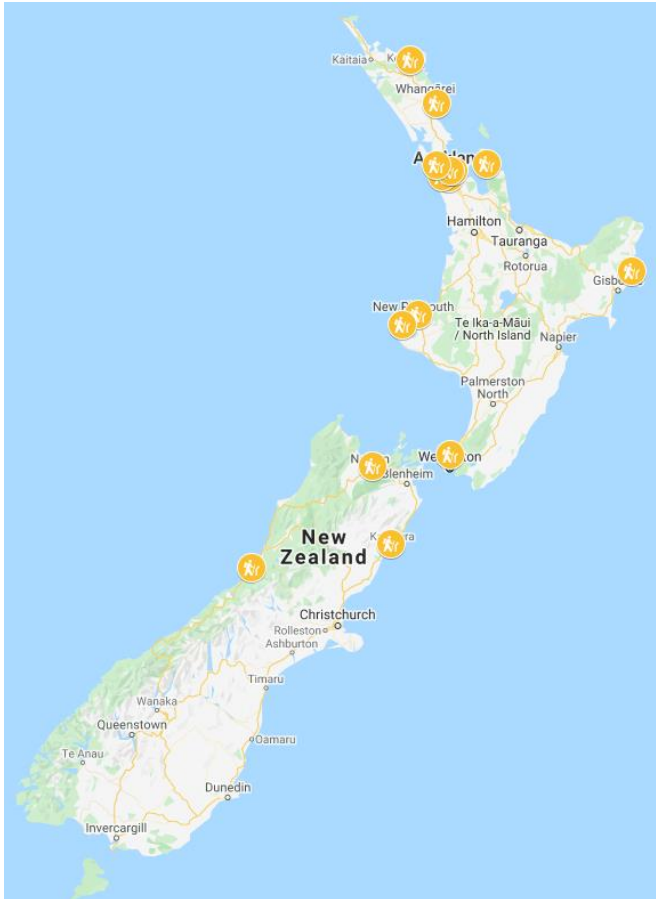 Kaitaia
Whangārei
Hamilton
Tauranga
Rotorua
Te Ika-a-Māui
/ North Island
Napier
Palmerston
North
Blenheim
New
Zealand
Christchurch
Rolleston
Ashburton
Timaru
Wanaka
Queenstown
Te Anau
Oamaru
Dunedin
Invercargill